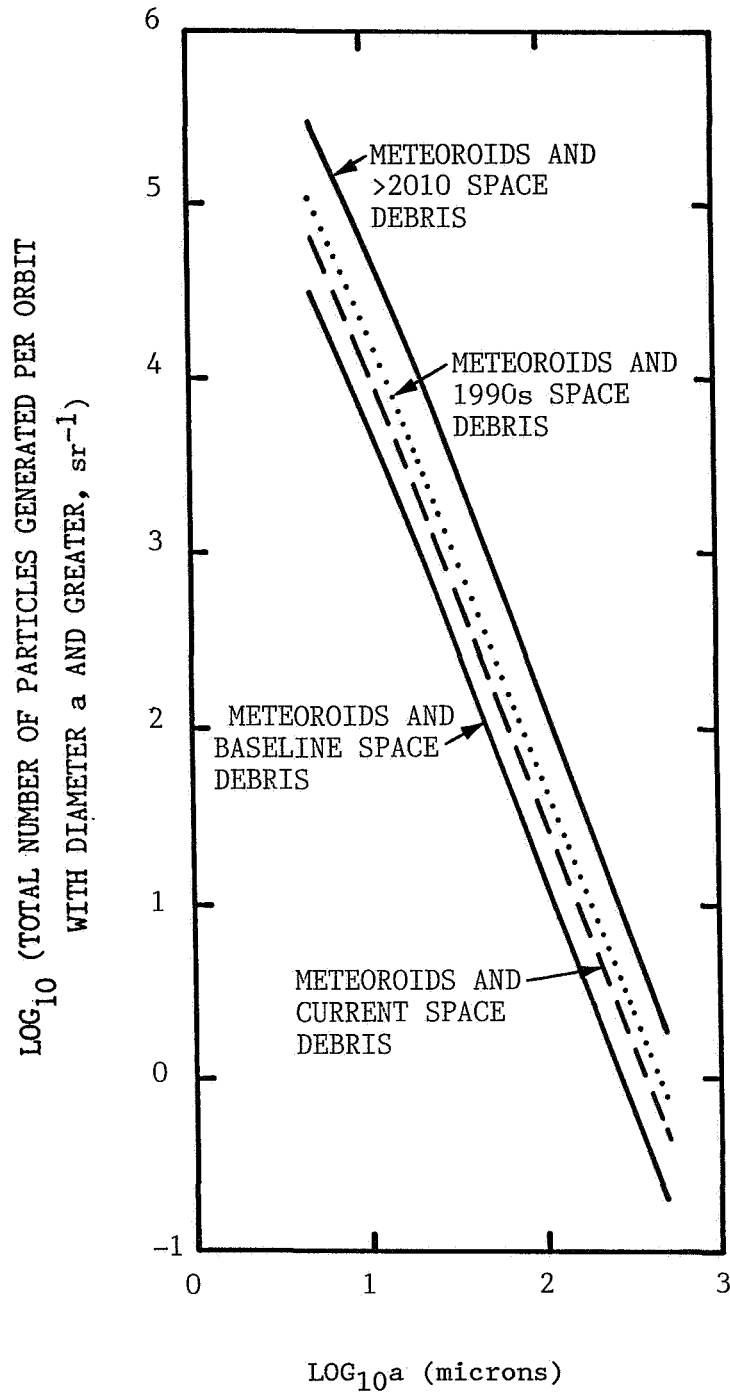 LOG10 (TOTAL NUMBER OF PARTICLES GENERATED PER ORBIT
WITH DIAMETER a AND GREATER, sr−1)
6
5
4
3
2
1
0
−1
METEOROIDS AND
>2010 SPACE
DEBRIS
METEOROIDS AND
1990s SPACE
DEBRIS
METEOROIDS AND
BASELINE SPACE
DEBRIS
METEOROIDS AND
CURRENT SPACE
DEBRIS
0 1 2 3
LOG10a (microns)